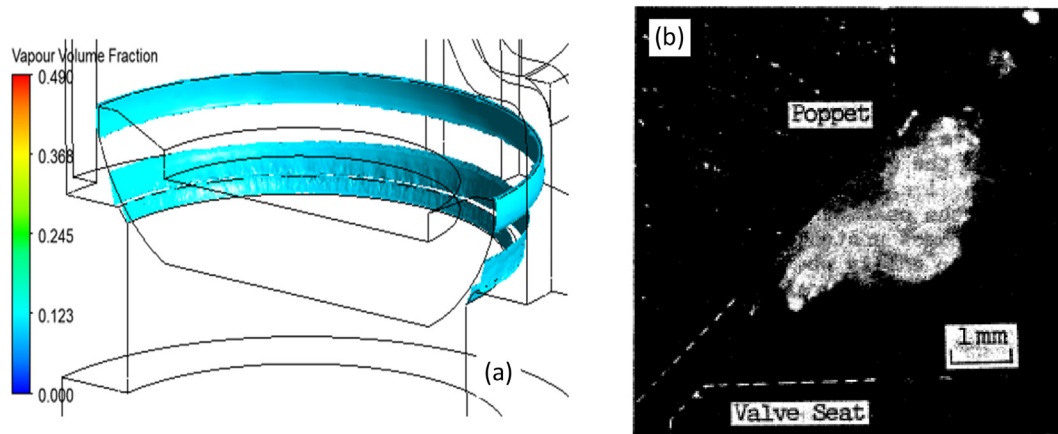 Vapour Volume Fraction
0.490
0.368
0.245
0.123
0.000
(a)
(b)
Poppet
1mm
Valve Seat